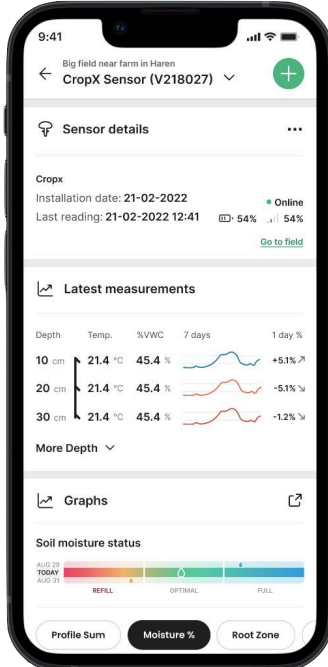 9:41
Big field near farm in Haren
CropX Sensor (V218027)
Sensor details
Cropx
Installation date: 21-02-2022
Online
Last reading: 21-02-2022 12:41 54% 54%
Go to field
Latest measurements
Depth Temp. %VWC 7 days 1 day %
10 cm 21.4 °C 45.4 % +5.1%
20 cm 21.4 °C 45.4 % -5.1%
30 cm 21.4 °C 45.4 % -1.2%
More Depth
Graphs
Soil moisture status
AUG 29
TODAY
AUG 31
REFILL OPTIMAL FULL
Profile Sum Moisture % Root Zone